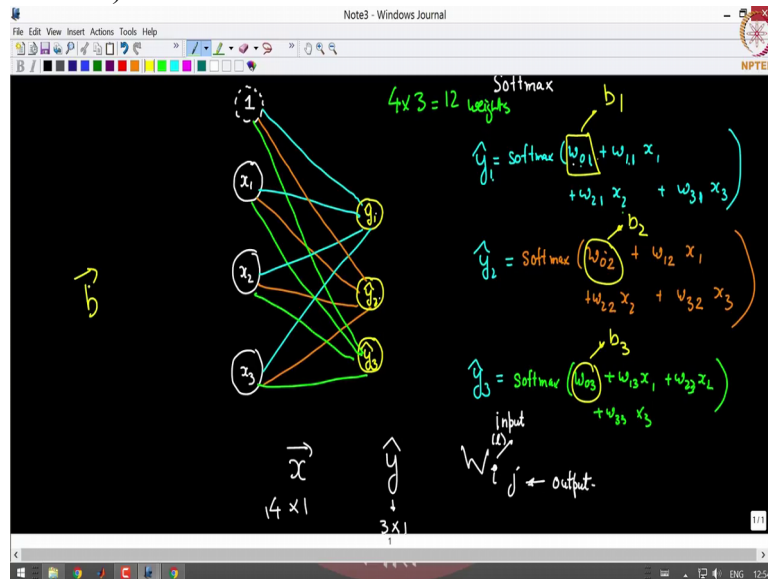 Note3 - Windows Journal
File Edit View Insert Actions Tools Help
NPTEL
B I
Softmax
4 x 3 = 12 weights
b1
1
x1
x2
x3
ŷ1
ŷ2
ŷ3
ŷ1 = softmax (w01 + w11 x1
+ w21 x2 + w31 x3)
b2
ŷ2 = softmax (w02 + w12 x1
+ w22 x2 + w32 x3)
b3
ŷ3 = softmax (w03 + w13 x1 + w23 x2
+ w33 x3)
b⃗
x⃗
4 x 1
ŷ
3 x 1
input
(l)
W i j ← output.
1/1
1
ENG 12:54